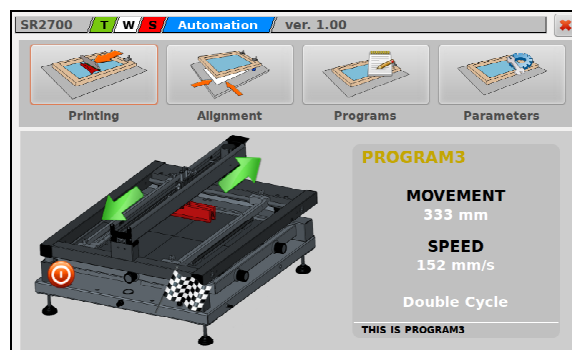 SR2700 T W S Automation ver. 1.00
Printing Alignment Programs Parameters
PROGRAM3
MOVEMENT
333 mm
SPEED
152 mm/s
Double Cycle
THIS IS PROGRAM3